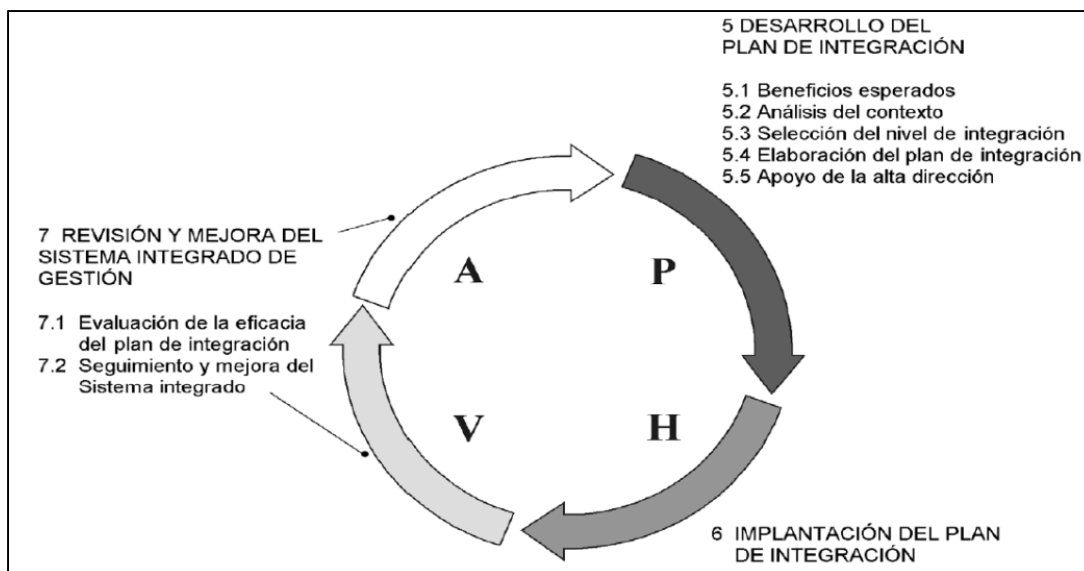 5 DESARROLLO DEL
PLAN DE INTEGRACIÓN
5.1 Beneficios esperados
5.2 Análisis del contexto
5.3 Selección del nivel de integración
5.4 Elaboración del plan de integración
5.5 Apoyo de la alta dirección
7 REVISIÓN Y MEJORA DEL
SISTEMA INTEGRADO DE
GESTIÓN
7.1 Evaluación de la eficacia
del plan de integración
7.2 Seguimiento y mejora del
Sistema integrado
A
P
V
H
6 IMPLANTACIÓN DEL PLAN
DE INTEGRACIÓN